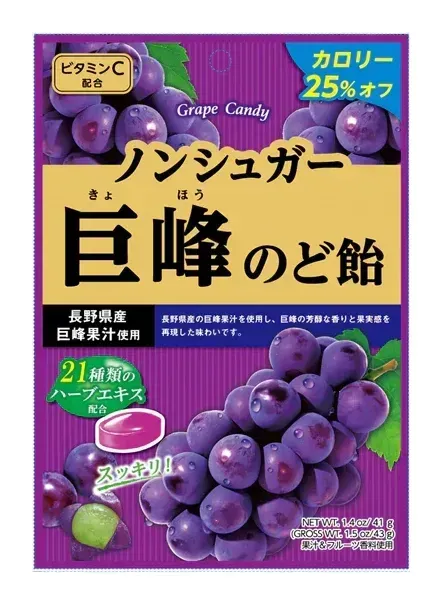 ビタミンC
配合
カロリー
25%オフ
Grape Candy
ノンシュガー
きょ ほう
巨峰のど飴
長野県産
巨峰果汁使用
長野県産の巨峰果汁を使用し、巨峰の芳醇な香りと果実感を
再現した味わいです。
21種類の
ハーブエキス
配合
スッキリ!
NET WT. 1.4 oz/ 41 g
(GROSS WT. 1.5 oz/43 g)
果汁&フルーツ香料使用